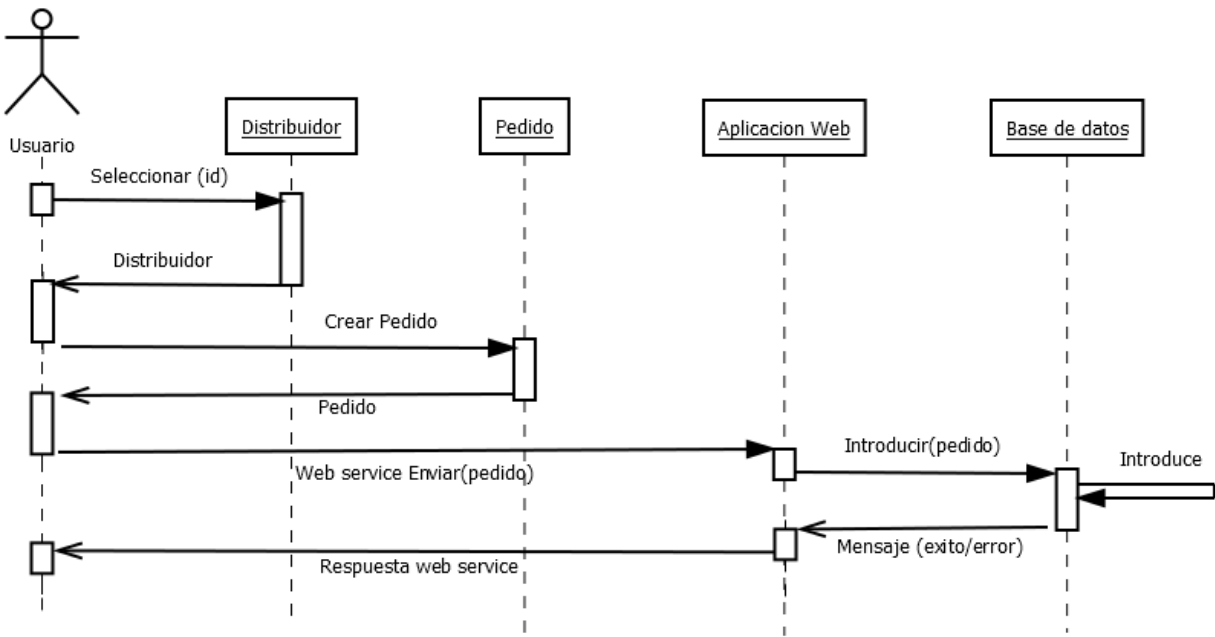 Usuario
Distribuidor
Pedido
Aplicacion Web
Base de datos
Seleccionar (id)
Distribuidor
Crear Pedido
Pedido
Web service Enviar(pedido)
Introducir(pedido)
Introduce
Mensaje (exito/error)
Respuesta web service